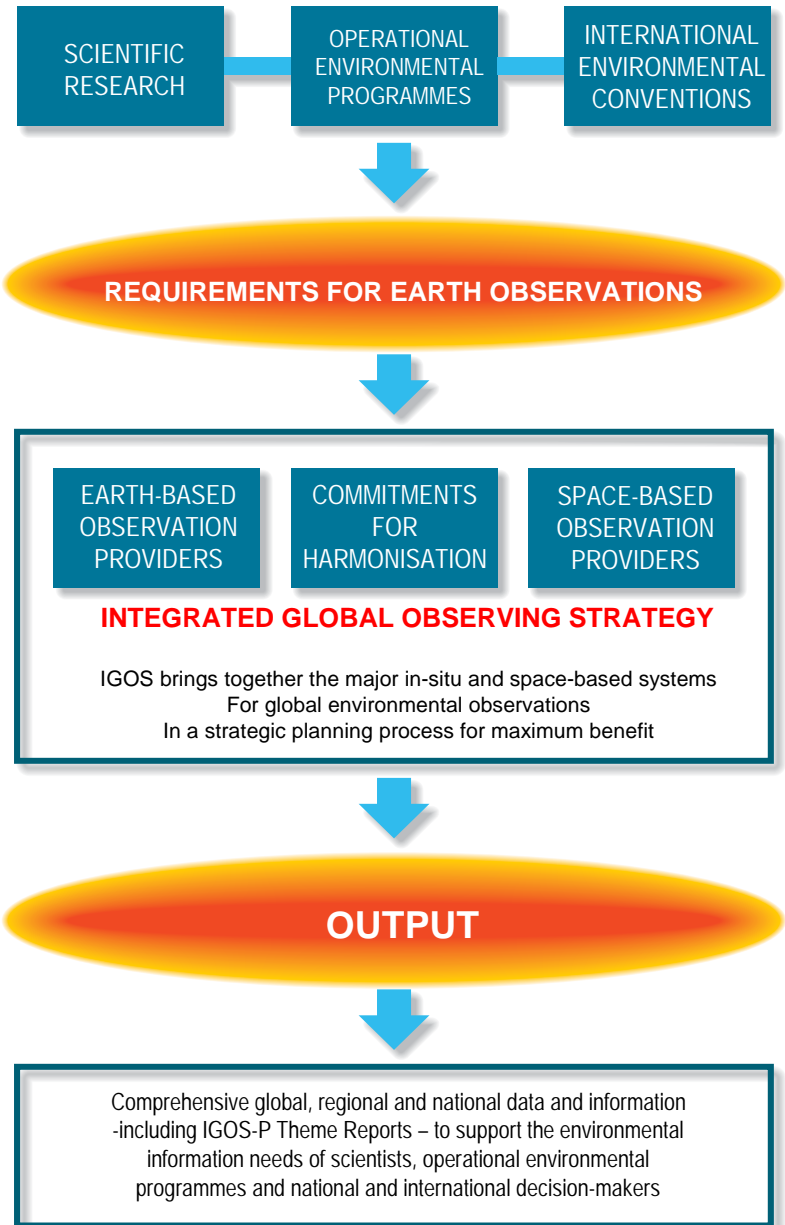 SCIENTIFIC
RESEARCH
OPERATIONAL
ENVIRONMENTAL
PROGRAMMES
INTERNATIONAL
ENVIRONMENTAL
CONVENTIONS
REQUIREMENTS FOR EARTH OBSERVATIONS
EARTH-BASED
OBSERVATION
PROVIDERS
COMMITMENTS
FOR
HARMONISATION
SPACE-BASED
OBSERVATION
PROVIDERS
INTEGRATED GLOBAL OBSERVING STRATEGY
IGOS brings together the major in-situ and space-based systems
For global environmental observations
In a strategic planning process for maximum benefit
OUTPUT
Comprehensive global, regional and national data and information
-including IGOS-P Theme Reports – to support the environmental
information needs of scientists, operational environmental
programmes and national and international decision-makers